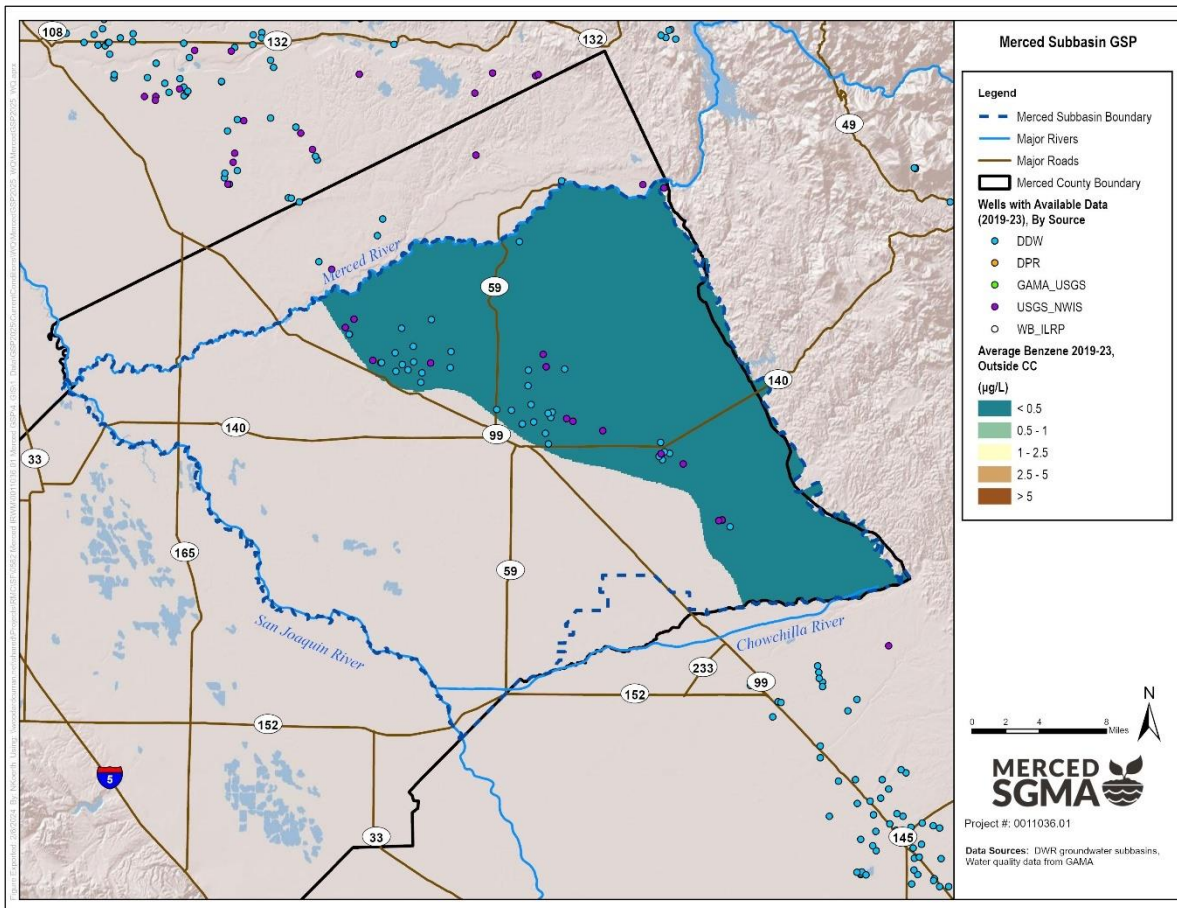 108
132
132
49
Merced River
59
140
99
140
33
165
59
San Joaquin River
Chowchilla River
233
99
152
152
5
33
145
Merced Subbasin GSP
Legend
Merced Subbasin Boundary
Major Rivers
Major Roads
Merced County Boundary
Wells with Available Data
(2019-23), By Source
DDW
DPR
GAMA_USGS
USGS_NWIS
WB_ILRP
Average Benzene 2019-23,
Outside CC
(µg/L)
< 0.5
0.5 - 1
1 - 2.5
2.5 - 5
> 5
N
0 2 4 8
Miles
MERCED
SGMA
Project #: 0011036.01
Data Sources: DWR groundwater subbasins,
Water quality data from GAMA